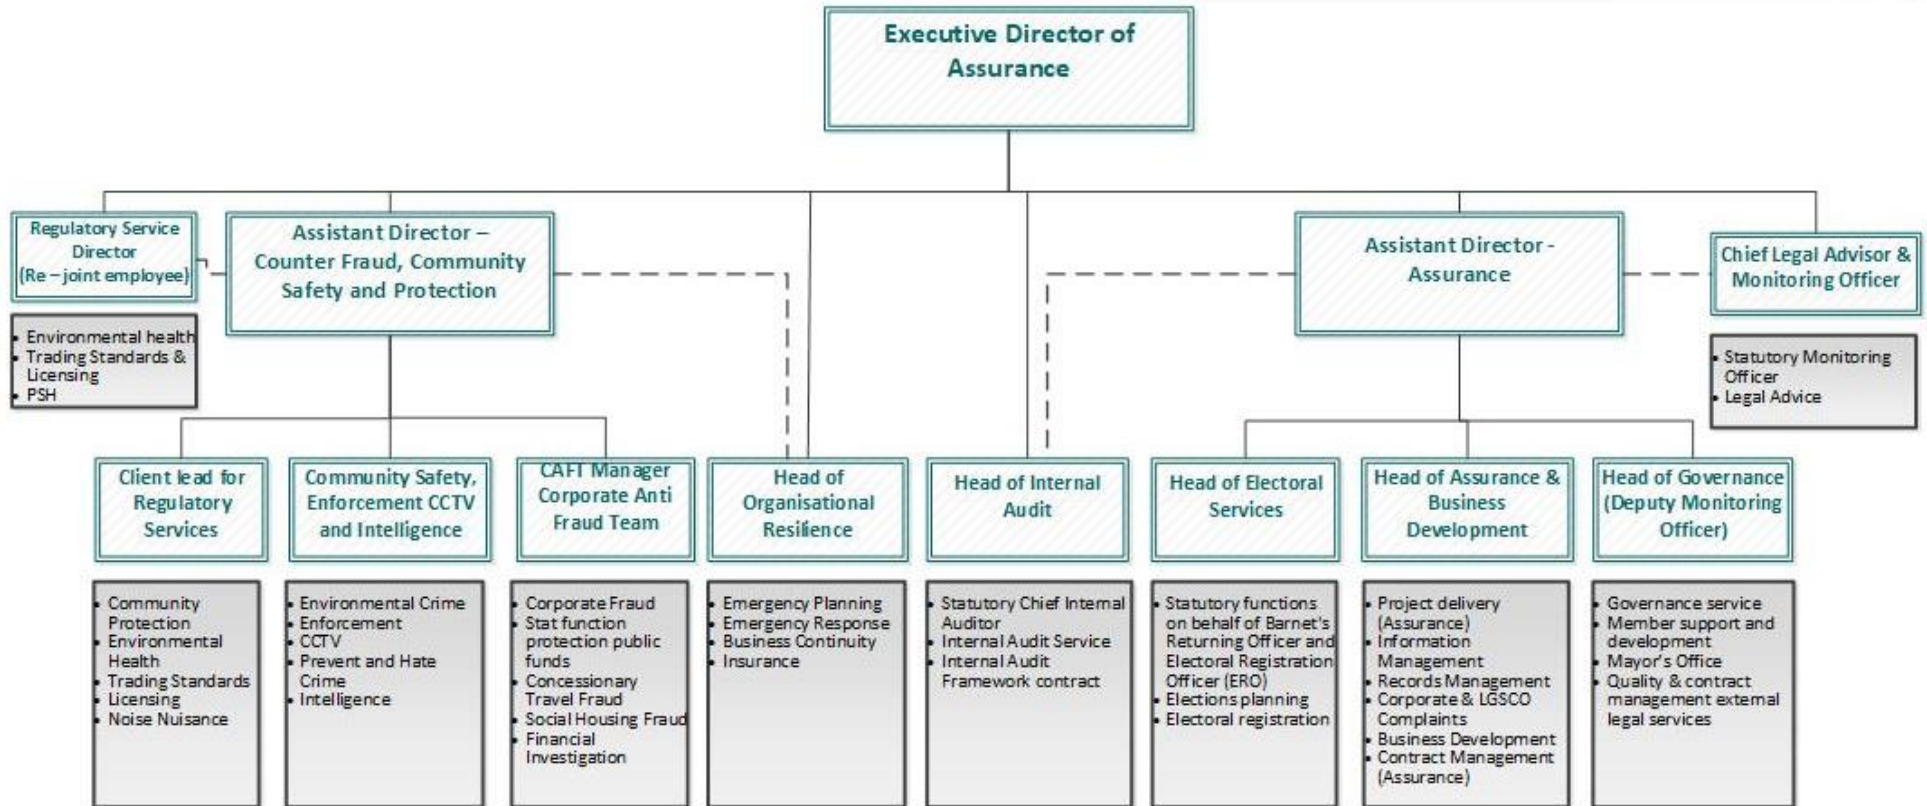 Executive Director of
Assurance
Regulatory Service
Director
(Re – joint employee)
• Environmental health
• Trading Standards &
Licensing
• PSH
Assistant Director –
Counter Fraud, Community
Safety and Protection
Assistant Director -
Assurance
Chief Legal Advisor &
Monitoring Officer
• Statutory Monitoring
Officer
• Legal Advice
Client lead for
Regulatory
Services
• Community
Protection
• Environmental
Health
• Trading Standards
• Licensing
• Noise Nuisance
Community Safety,
Enforcement CCTV
and Intelligence
• Environmental Crime
• Enforcement
• CCTV
• Prevent and Hate
Crime
• Intelligence
CAFT Manager
Corporate Anti
Fraud Team
• Corporate Fraud
• Stat function
protection public
funds
• Concessionary
Travel Fraud
• Social Housing Fraud
• Financial
Investigation
Head of
Organisational
Resilience
• Emergency Planning
• Emergency Response
• Business Continuity
• Insurance
Head of Internal
Audit
• Statutory Chief Internal
Auditor
• Internal Audit Service
• Internal Audit
Framework contract
Head of Electoral
Services
• Statutory functions
on behalf of Barnet's
Returning Officer and
Electoral Registration
Officer (ERO)
• Elections planning
• Electoral registration
Head of Assurance &
Business
Development
• Project delivery
(Assurance)
• Information
Management
• Records Management
• Corporate & LGSCO
Complaints
• Business Development
• Contract Management
(Assurance)
Head of Governance
(Deputy Monitoring
Officer)
• Governance service
• Member support and
development
• Mayor's Office
• Quality & contract
management external
legal services